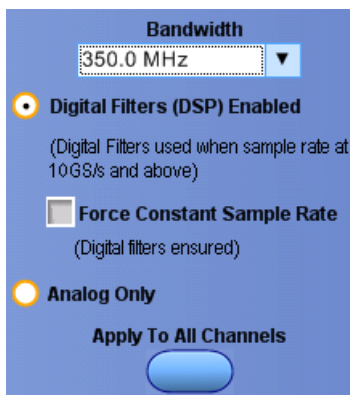 Bandwidth
350.0 MHz
Digital Filters (DSP) Enabled
(Digital Filters used when sample rate at
10GS/s and above)
Force Constant Sample Rate
(Digital filters ensured)
Analog Only
Apply To All Channels